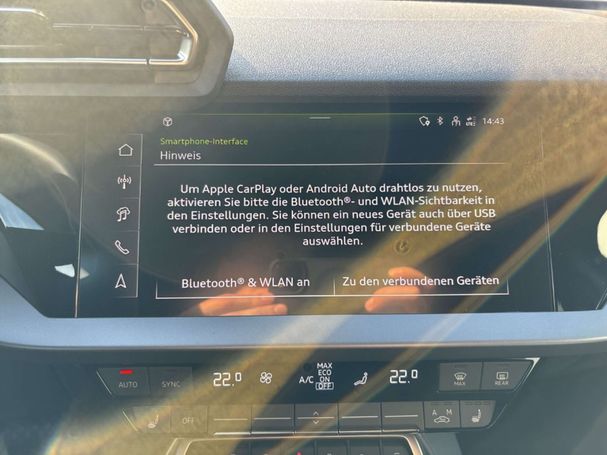 14:43
Smartphone-Interface
Hinweis
Um Apple CarPlay oder Android Auto drahtlos zu nutzen,
aktivieren Sie bitte die Bluetooth®- und WLAN-Sichtbarkeit in
den Einstellungen. Sie können ein neues Gerät auch über USB
verbinden oder in den Einstellungen für verbundene Geräte
auswählen.
Bluetooth® & WLAN an
Zu den verbundenen Geräten
AUTO SYNC
22.0
A/C
MAX
ECO
ON
OFF
22.0
MAX
REAR
OFF
A M